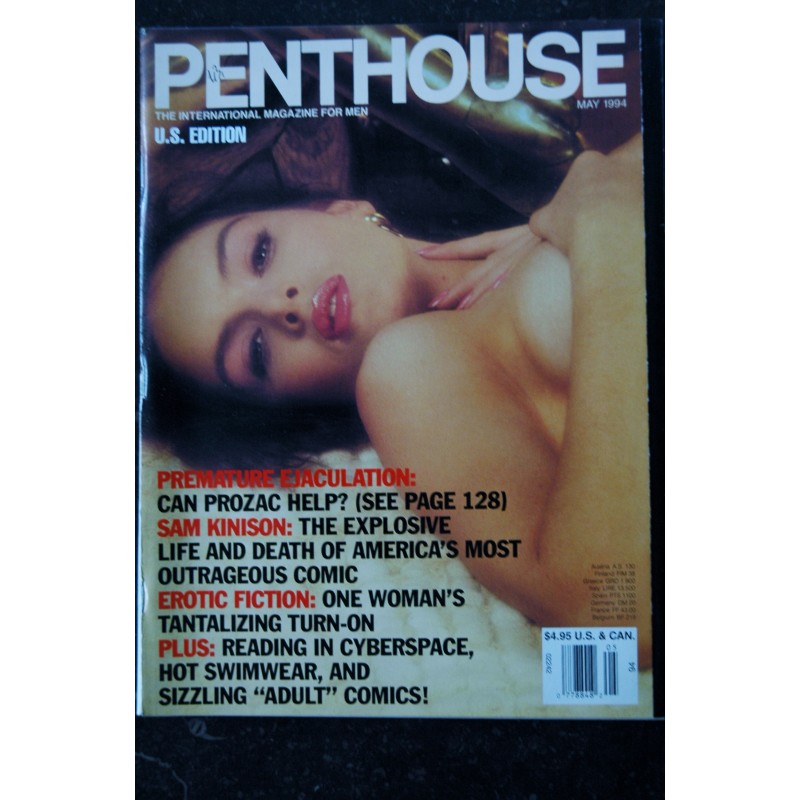 PENTHOUSE
THE INTERNATIONAL MAGAZINE FOR MEN
MAY 1994
U.S. EDITION
PREMATURE EJACULATION:
CAN PROZAC HELP? (SEE PAGE 128)
SAM KINISON: THE EXPLOSIVE
LIFE AND DEATH OF AMERICA'S MOST
OUTRAGEOUS COMIC
EROTIC FICTION: ONE WOMAN'S
TANTALIZING TURN-ON
PLUS: READING IN CYBERSPACE,
HOT SWIMWEAR, AND
SIZZLING “ADULT” COMICS!
$4.95 U.S. & CAN.
05
02242